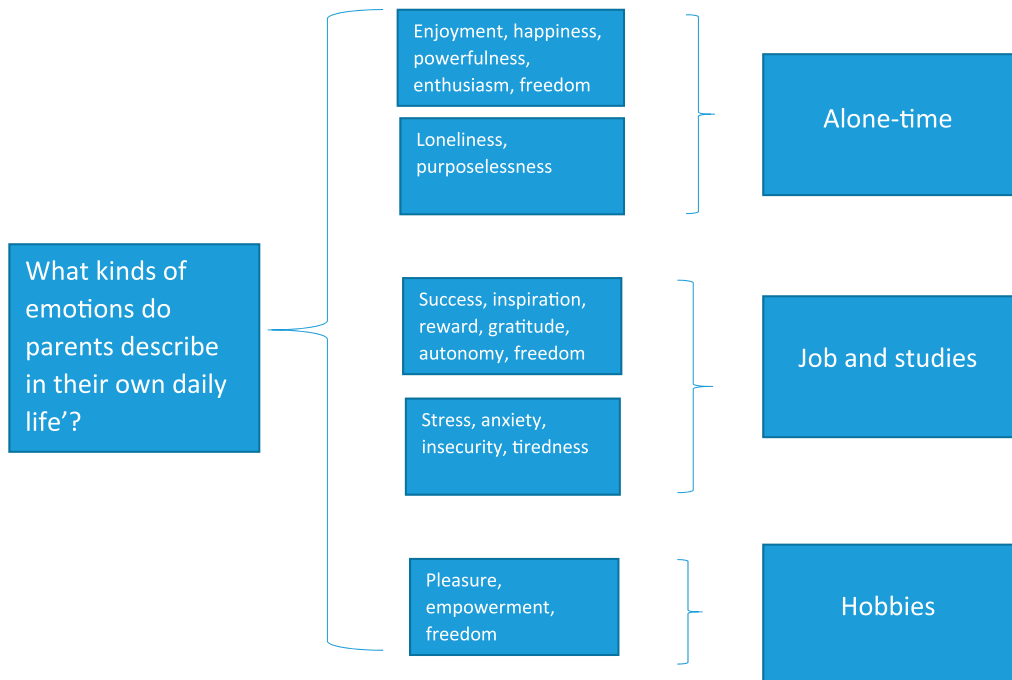 What kinds of
emotions do
parents describe
in their own daily
life’?
Enjoyment, happiness,
powerfulness,
enthusiasm, freedom
Loneliness,
purposelessness
Alone-time
Success, inspiration,
reward, gratitude,
autonomy, freedom
Stress, anxiety,
insecurity, tiredness
Job and studies
Pleasure,
empowerment,
freedom
Hobbies